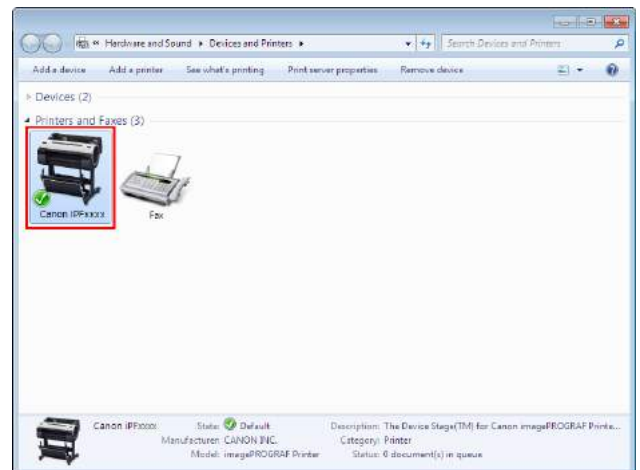 « Hardware and Sound ▸ Devices and Printers ▸
Search Devices and Printers
Add a device Add a printer See what's printing Print server properties Remove device
Devices (2)
Printers and Faxes (3)
Canon iPFxxxx
Fax
Canon iPFxxxx State: Default Description: The Device Stage(TM) for Canon imagePROGRAF Printe...
Manufacturer: CANON INC. Category: Printer
Model: imagePROGRAF Printer Status: 0 document(s) in queue